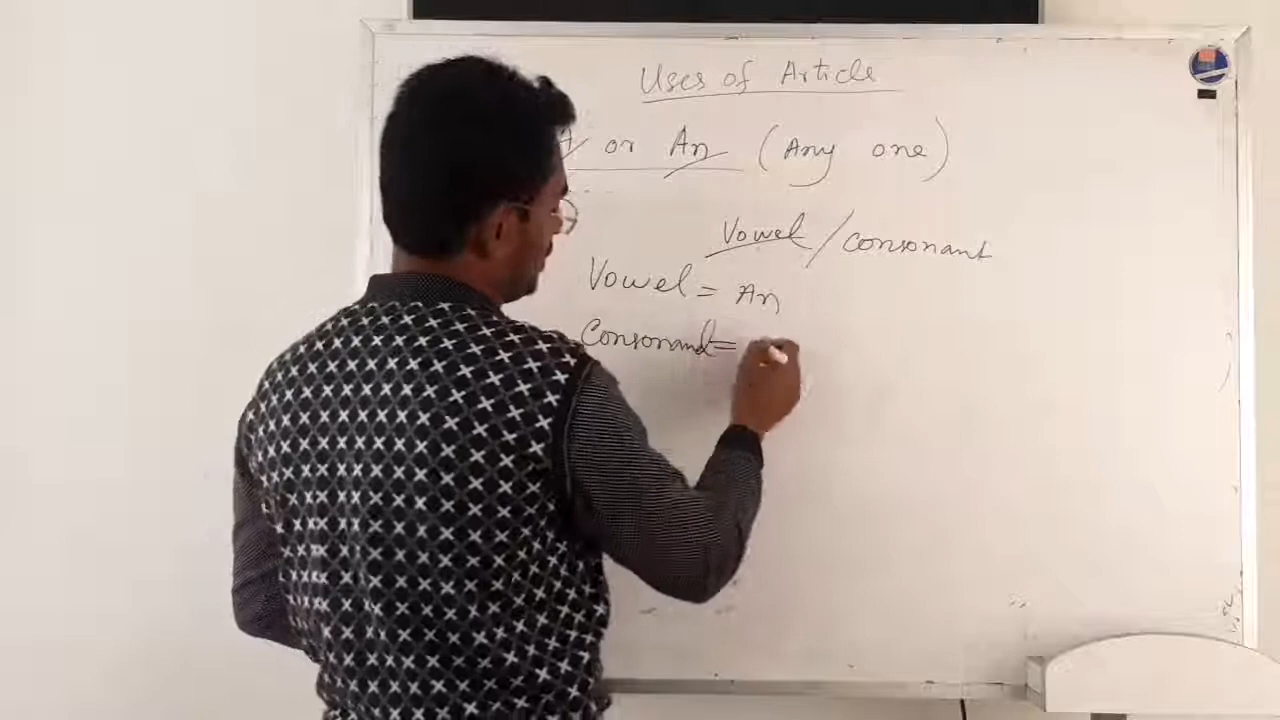 Uses of Article
A or An (Any one)
Vowel / consonant
Vowel = An
Consonant =